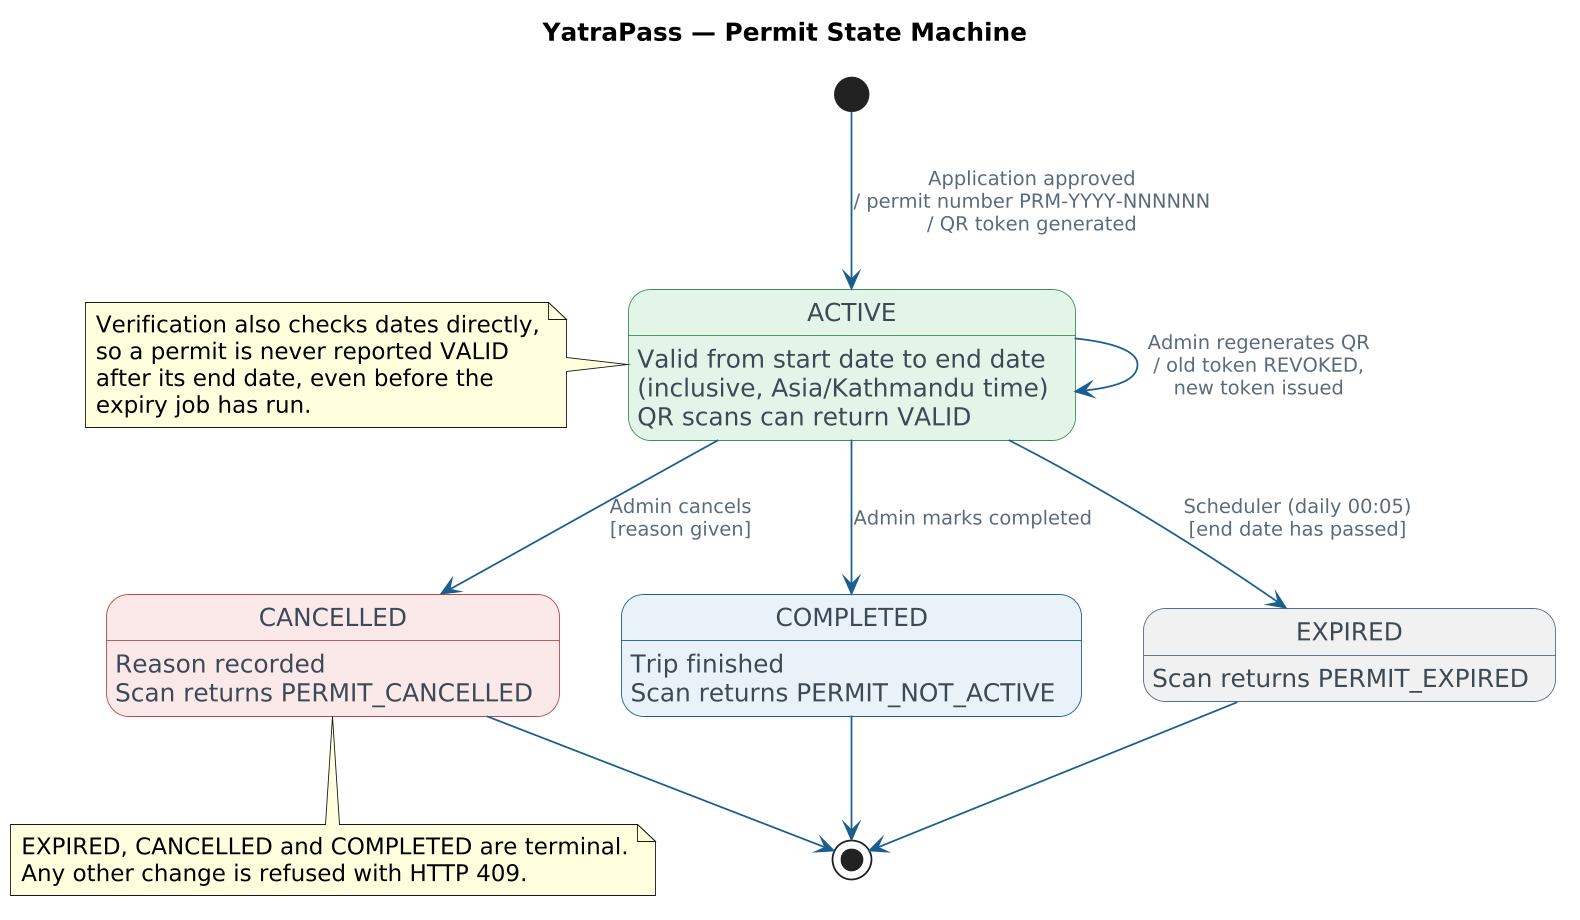 YatraPass — Permit State Machine
Application approved
/ permit number PRM-YYYY-NNNNNN
/ QR token generated
Verification also checks dates directly,
so a permit is never reported VALID
after its end date, even before the
expiry job has run.
ACTIVE
Valid from start date to end date
(inclusive, Asia/Kathmandu time)
QR scans can return VALID
Admin regenerates QR
/ old token REVOKED,
new token issued
Admin cancels
[reason given]
Admin marks completed
Scheduler (daily 00:05)
[end date has passed]
CANCELLED
Reason recorded
Scan returns PERMIT_CANCELLED
COMPLETED
Trip finished
Scan returns PERMIT_NOT_ACTIVE
EXPIRED
Scan returns PERMIT_EXPIRED
EXPIRED, CANCELLED and COMPLETED are terminal.
Any other change is refused with HTTP 409.